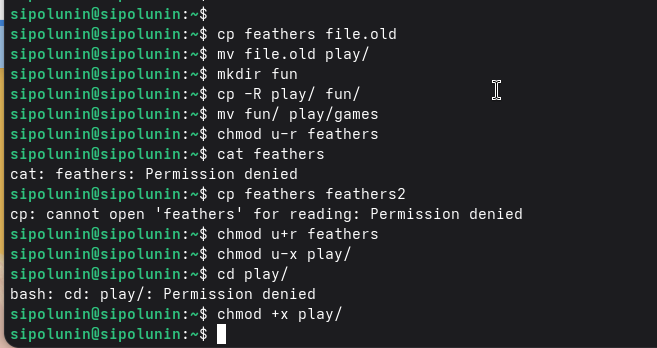 sipolunin@sipolunin:~$
sipolunin@sipolunin:~$ cp feathers file.old
sipolunin@sipolunin:~$ mv file.old play/
sipolunin@sipolunin:~$ mkdir fun
sipolunin@sipolunin:~$ cp -R play/ fun/
sipolunin@sipolunin:~$ mv fun/ play/games
sipolunin@sipolunin:~$ chmod u-r feathers
sipolunin@sipolunin:~$ cat feathers
cat: feathers: Permission denied
sipolunin@sipolunin:~$ cp feathers feathers2
cp: cannot open 'feathers' for reading: Permission denied
sipolunin@sipolunin:~$ chmod u+r feathers
sipolunin@sipolunin:~$ chmod u-x play/
sipolunin@sipolunin:~$ cd play/
bash: cd: play/: Permission denied
sipolunin@sipolunin:~$ chmod +x play/
sipolunin@sipolunin:~$